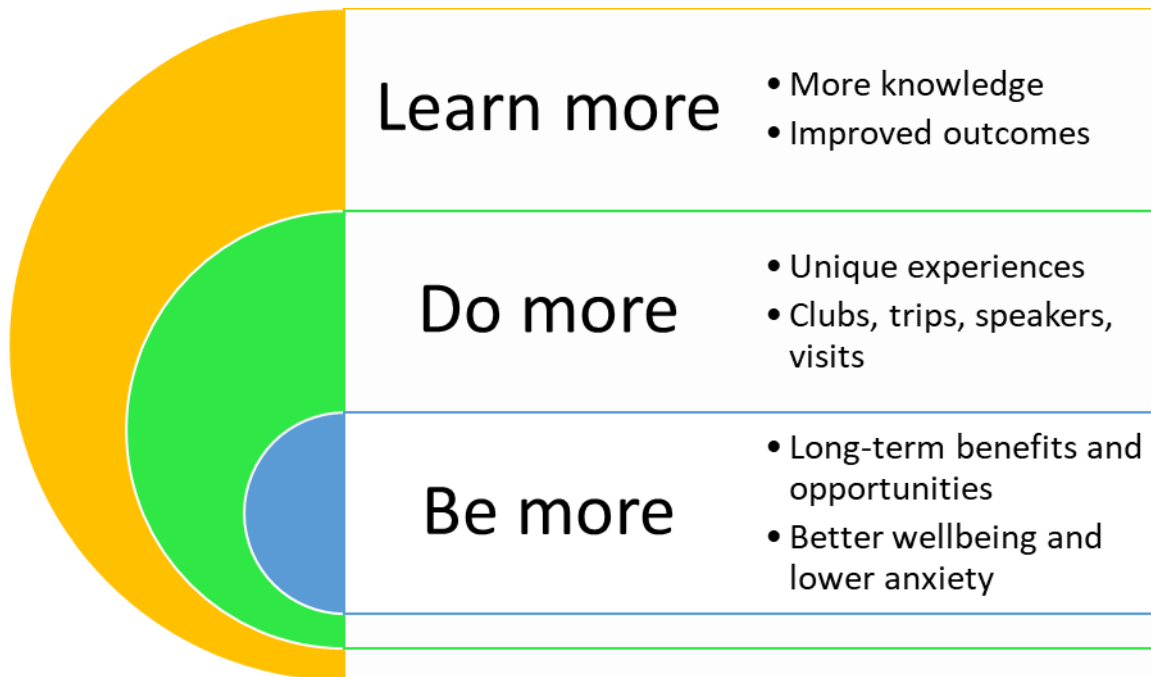 Learn more
• More knowledge
• Improved outcomes
Do more
• Unique experiences
• Clubs, trips, speakers,
visits
Be more
• Long-term benefits and
opportunities
• Better wellbeing and
lower anxiety